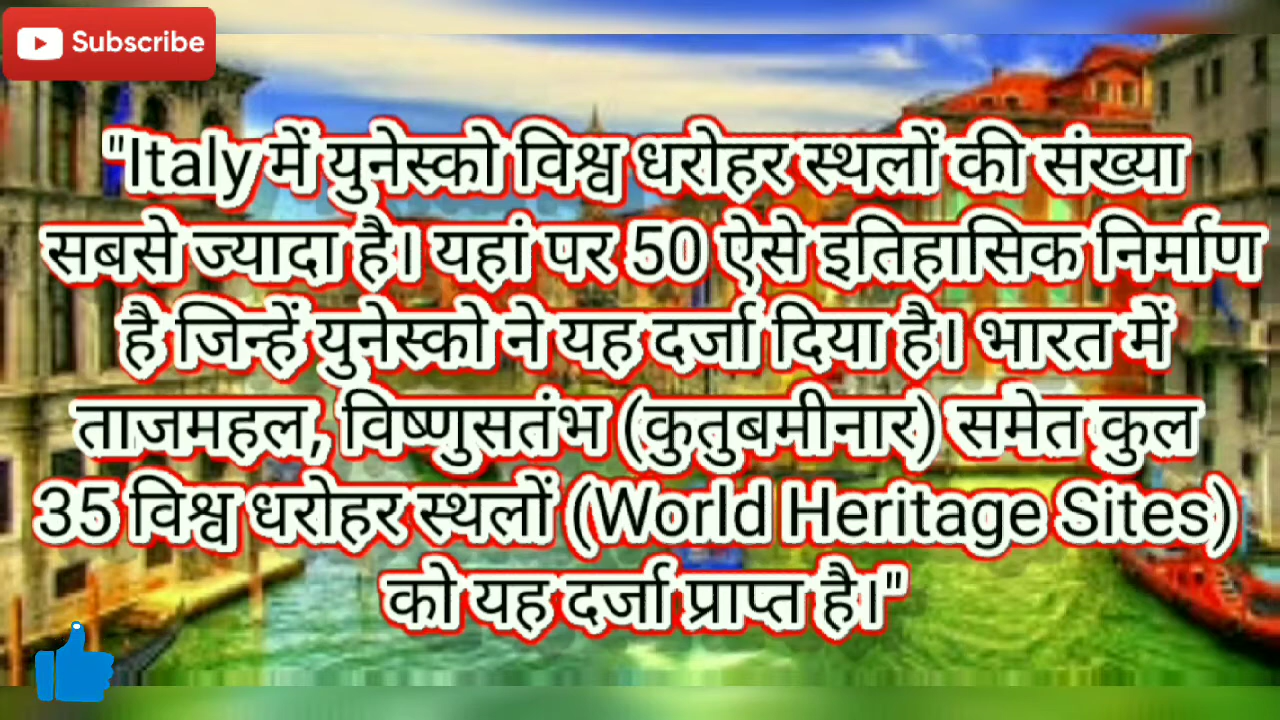 Subscribe
"Italy में युनेस्को विश्व धरोहर स्थलों की संख्या
सबसे ज्यादा है। यहां पर 50 ऐसे इतिहासिक निर्माण
है जिन्हें युनेस्को ने यह दर्जा दिया है। भारत में
ताजमहल, विष्णुसतंभ (कुतुबमीनार) समेत कुल
35 विश्व धरोहर स्थलों (World Heritage Sites)
को यह दर्जा प्राप्त है।"